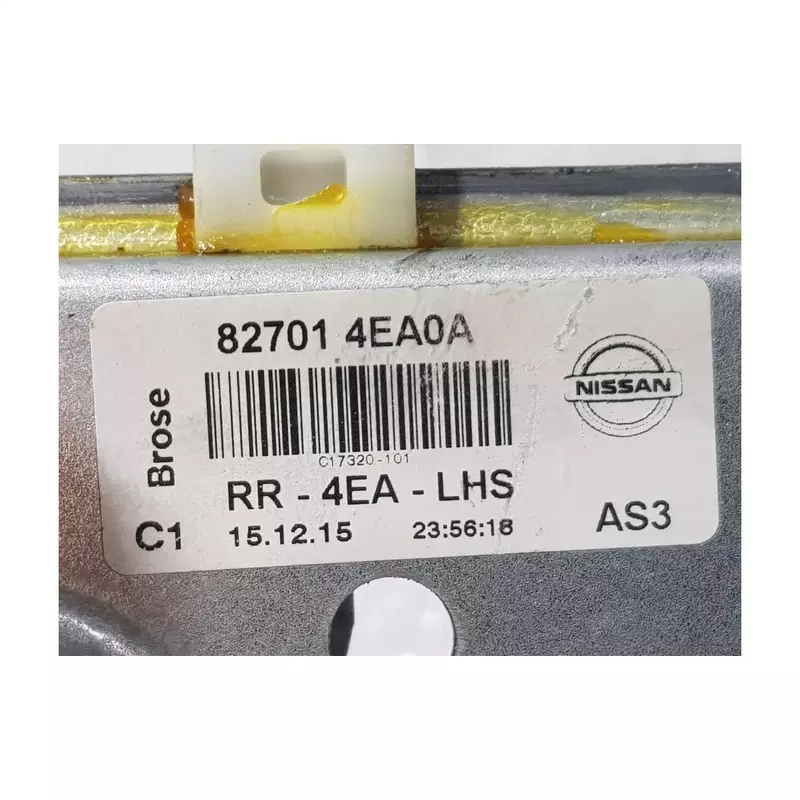 82701 4EA0A
Brose
C17320-101
NISSAN
RR - 4EA - LHS
C1 15.12.15 23:56:18 AS3